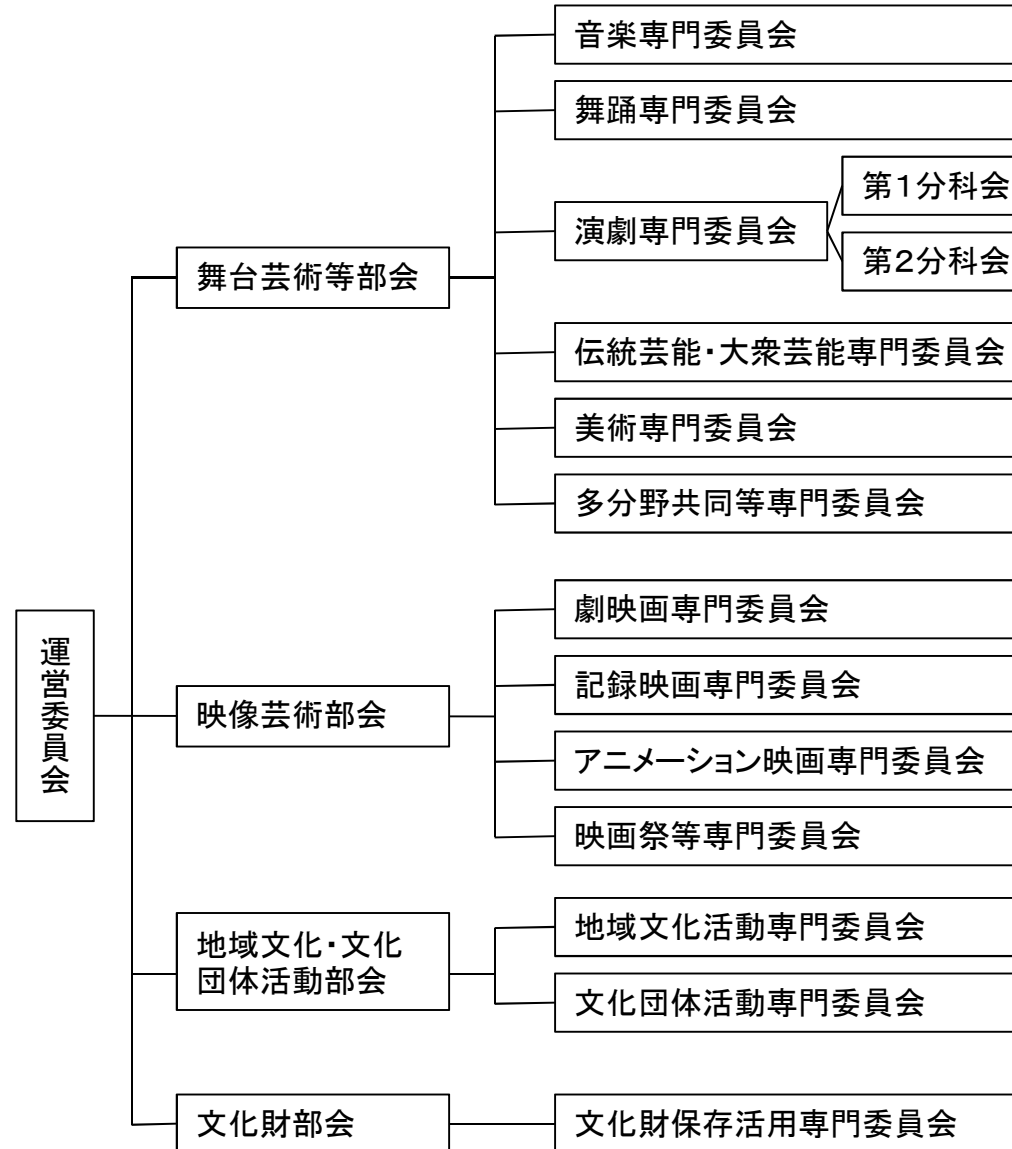 運営委員会
舞台芸術等部会
音楽専門委員会
舞踊専門委員会
演劇専門委員会
第1分科会
第2分科会
伝統芸能・大衆芸能専門委員会
美術専門委員会
多分野共同等専門委員会
映像芸術部会
劇映画専門委員会
記録映画専門委員会
アニメーション映画専門委員会
映画祭等専門委員会
地域文化・文化
団体活動部会
地域文化活動専門委員会
文化団体活動専門委員会
文化財部会
文化財保存活用専門委員会